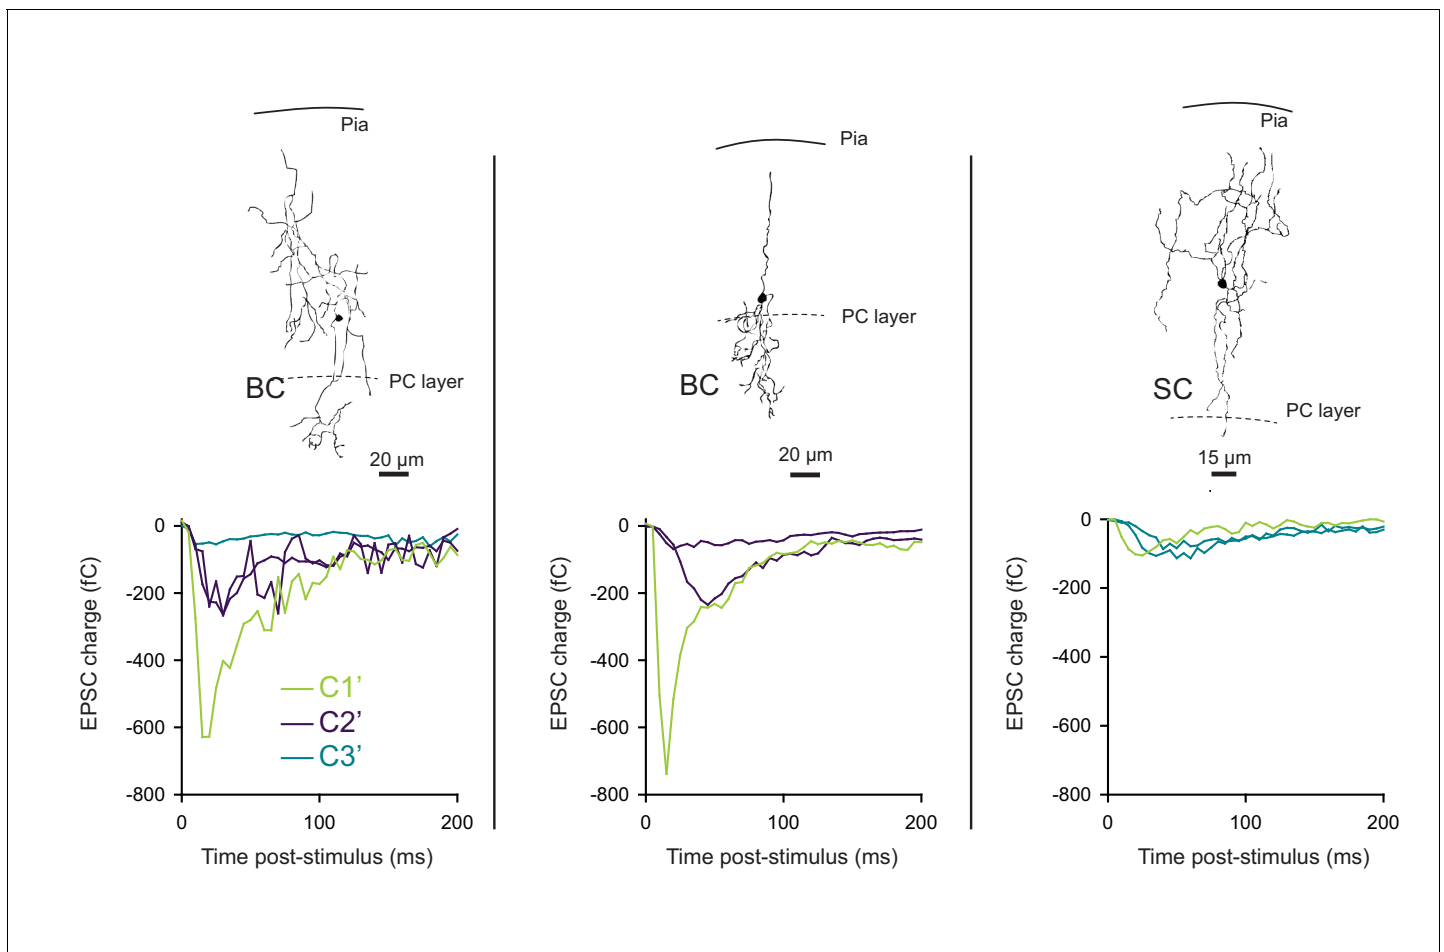 Pia
BC
PC layer
20 µm
0
-200
-400
-600
-800
EPSC charge (fC)
C1’
C2’
C3’
0
100
200
Time post-stimulus (ms)
Pia
PC layer
BC
20 µm
0
-200
-400
-600
-800
EPSC charge (fC)
0
100
200
Time post-stimulus (ms)
Pia
SC
PC layer
15 µm
0
-200
-400
-600
-800
EPSC charge (fC)
0
100
200
Time post-stimulus (ms)